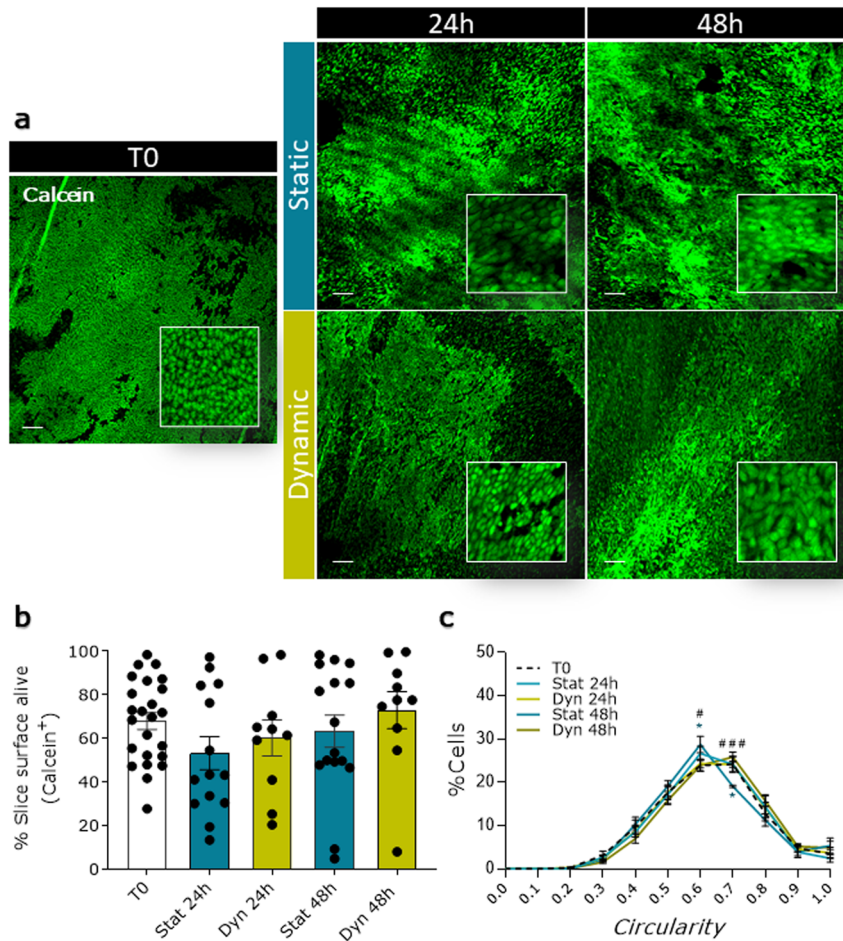 24h
48h
a
T0
Calcein
Static
Dynamic
b
c
% Slice surface alive
(Calcein⁺)
100
80
60
40
20
0
T0
Stat 24h
Dyn 24h
Stat 48h
Dyn 48h
%Cells
50
40
30
20
10
0
T0
Stat 24h
Dyn 24h
Stat 48h
Dyn 48h
#
*
###
*
0.0
0.1
0.2
0.3
0.4
0.5
0.6
0.7
0.8
0.9
1.0
Circularity